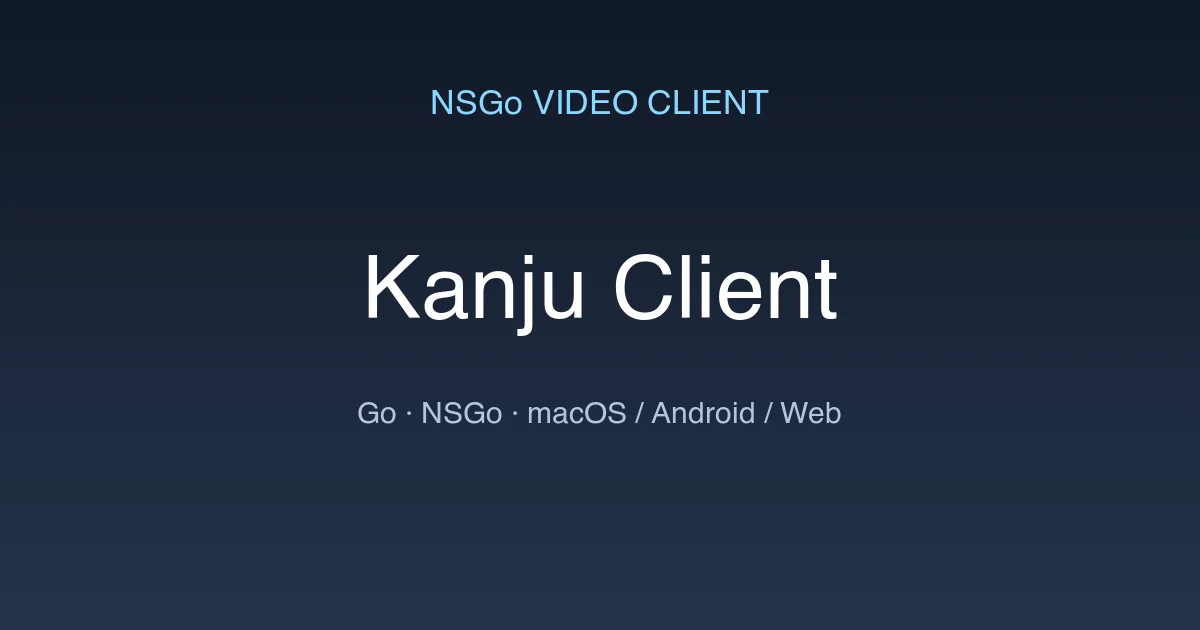 NSGo VIDEO CLIENT
Kanju Client
Go · NSGo · macOS / Android / Web